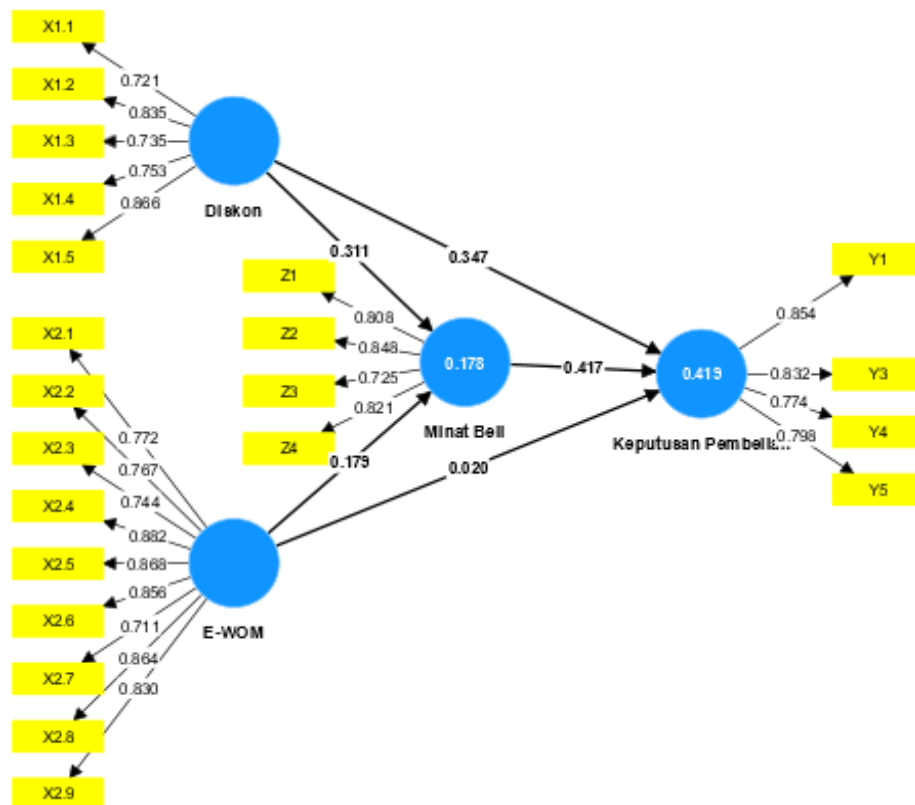 X1.1
X1.2
X1.3
X1.4
X1.5
0.721
0.835
0.735
0.753
0.866
Diskon
0.311
0.347
Z1
Z2
Z3
Z4
0.808
0.848
0.725
0.821
0.178
Minat Beli
0.417
0.419
Keputusan Pembelia...
Y1
Y3
Y4
Y5
0.854
0.832
0.774
0.798
0.179
0.020
X2.1
X2.2
X2.3
X2.4
X2.5
X2.6
X2.7
X2.8
X2.9
0.772
0.767
0.744
0.882
0.868
0.856
0.711
0.864
0.830
E-WOM